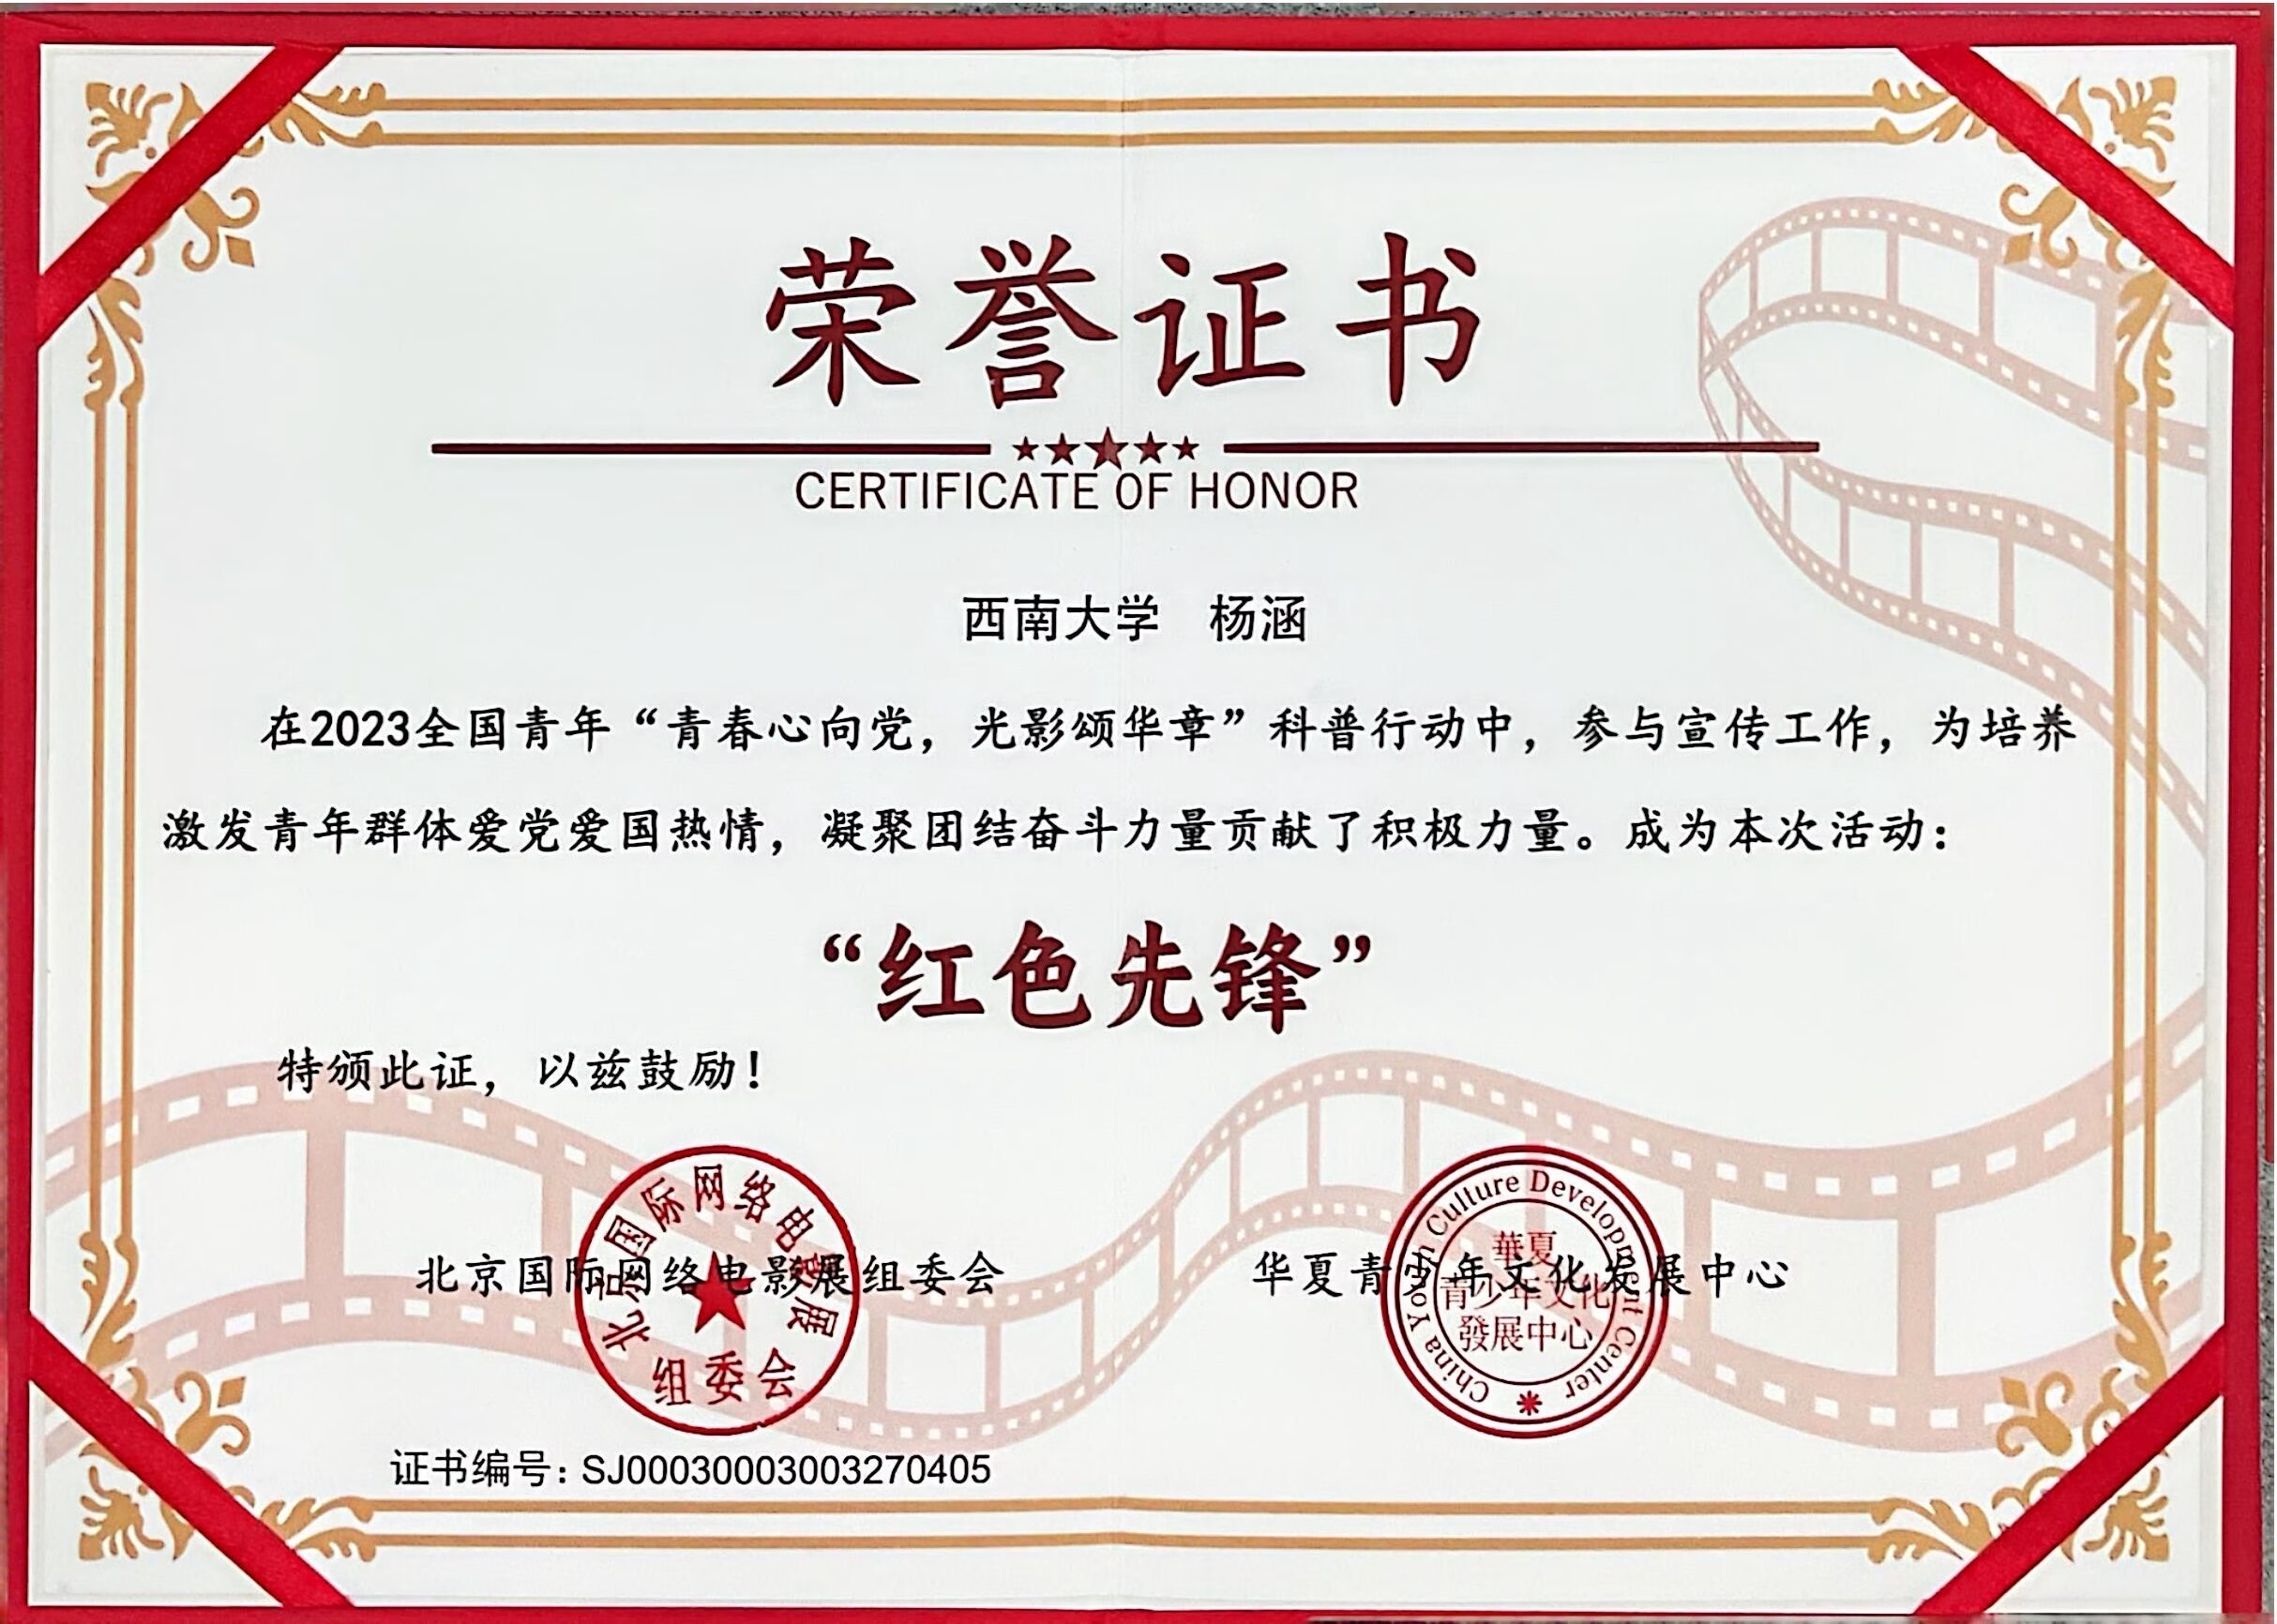 荣誉证书
★★★★★
CERTIFICATE OF HONOR
西南大学 杨涵
在2023全国青年“青春心向党，光影颂华章”科普行动中，参与宣传工作，为培养
激发青年群体爱党爱国热情，凝聚团结奋斗力量贡献了积极力量。成为本次活动：
“红色先锋”
特颁此证，以兹鼓励！
北京国际网络电影展组委会
华夏青少年文化发展中心
北京国际网络电影展
组委会
China Youth Culture Development Center
華夏
青少年文化
發展中心
证书编号：SJ00030003003270405